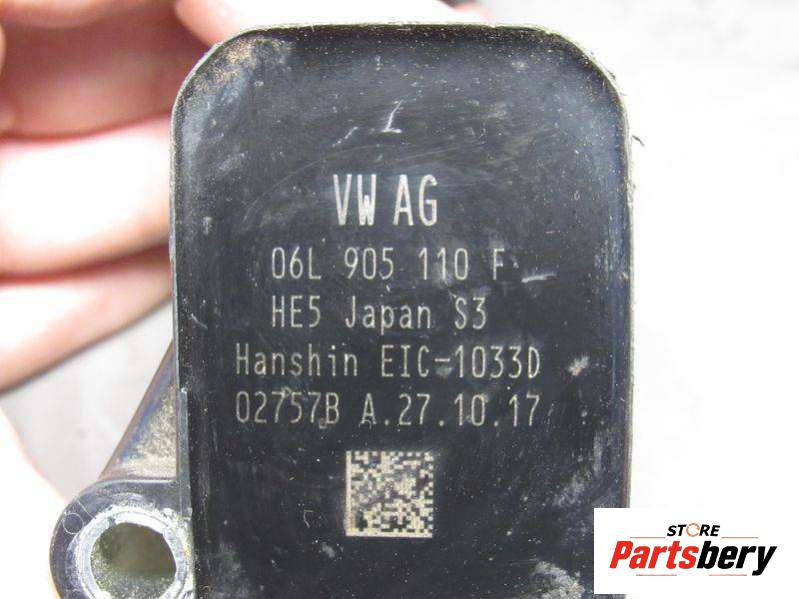 VW AG
06L 905 110 F
HE5 Japan S3
Hanshin EIC-1033D
02757B A.27.10.17
STORE
Partsbery